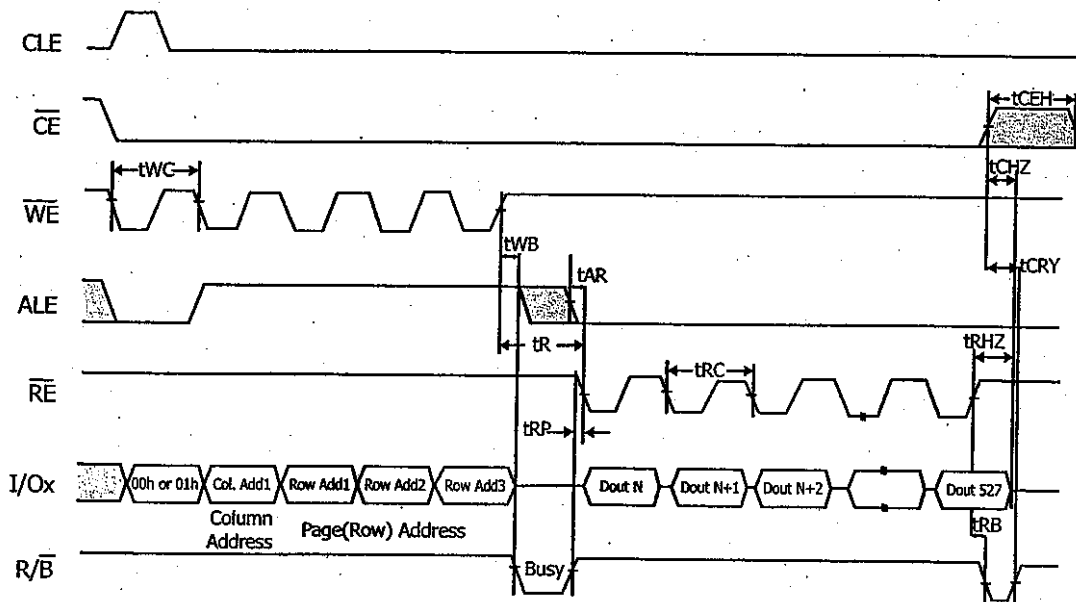 CLE
tCEH
CE
tWC
tCHZ
WE
tWB
tCRY
tAR
ALE
tR
tRHZ
tRC
RE
tRP
I/Ox
00h or 01h
Col. Add1
Row Add1
Row Add2
Row Add3
Dout N
Dout N+1
Dout N+2
Dout 527
Column
Address
Page(Row) Address
tRB
R/B
Busy